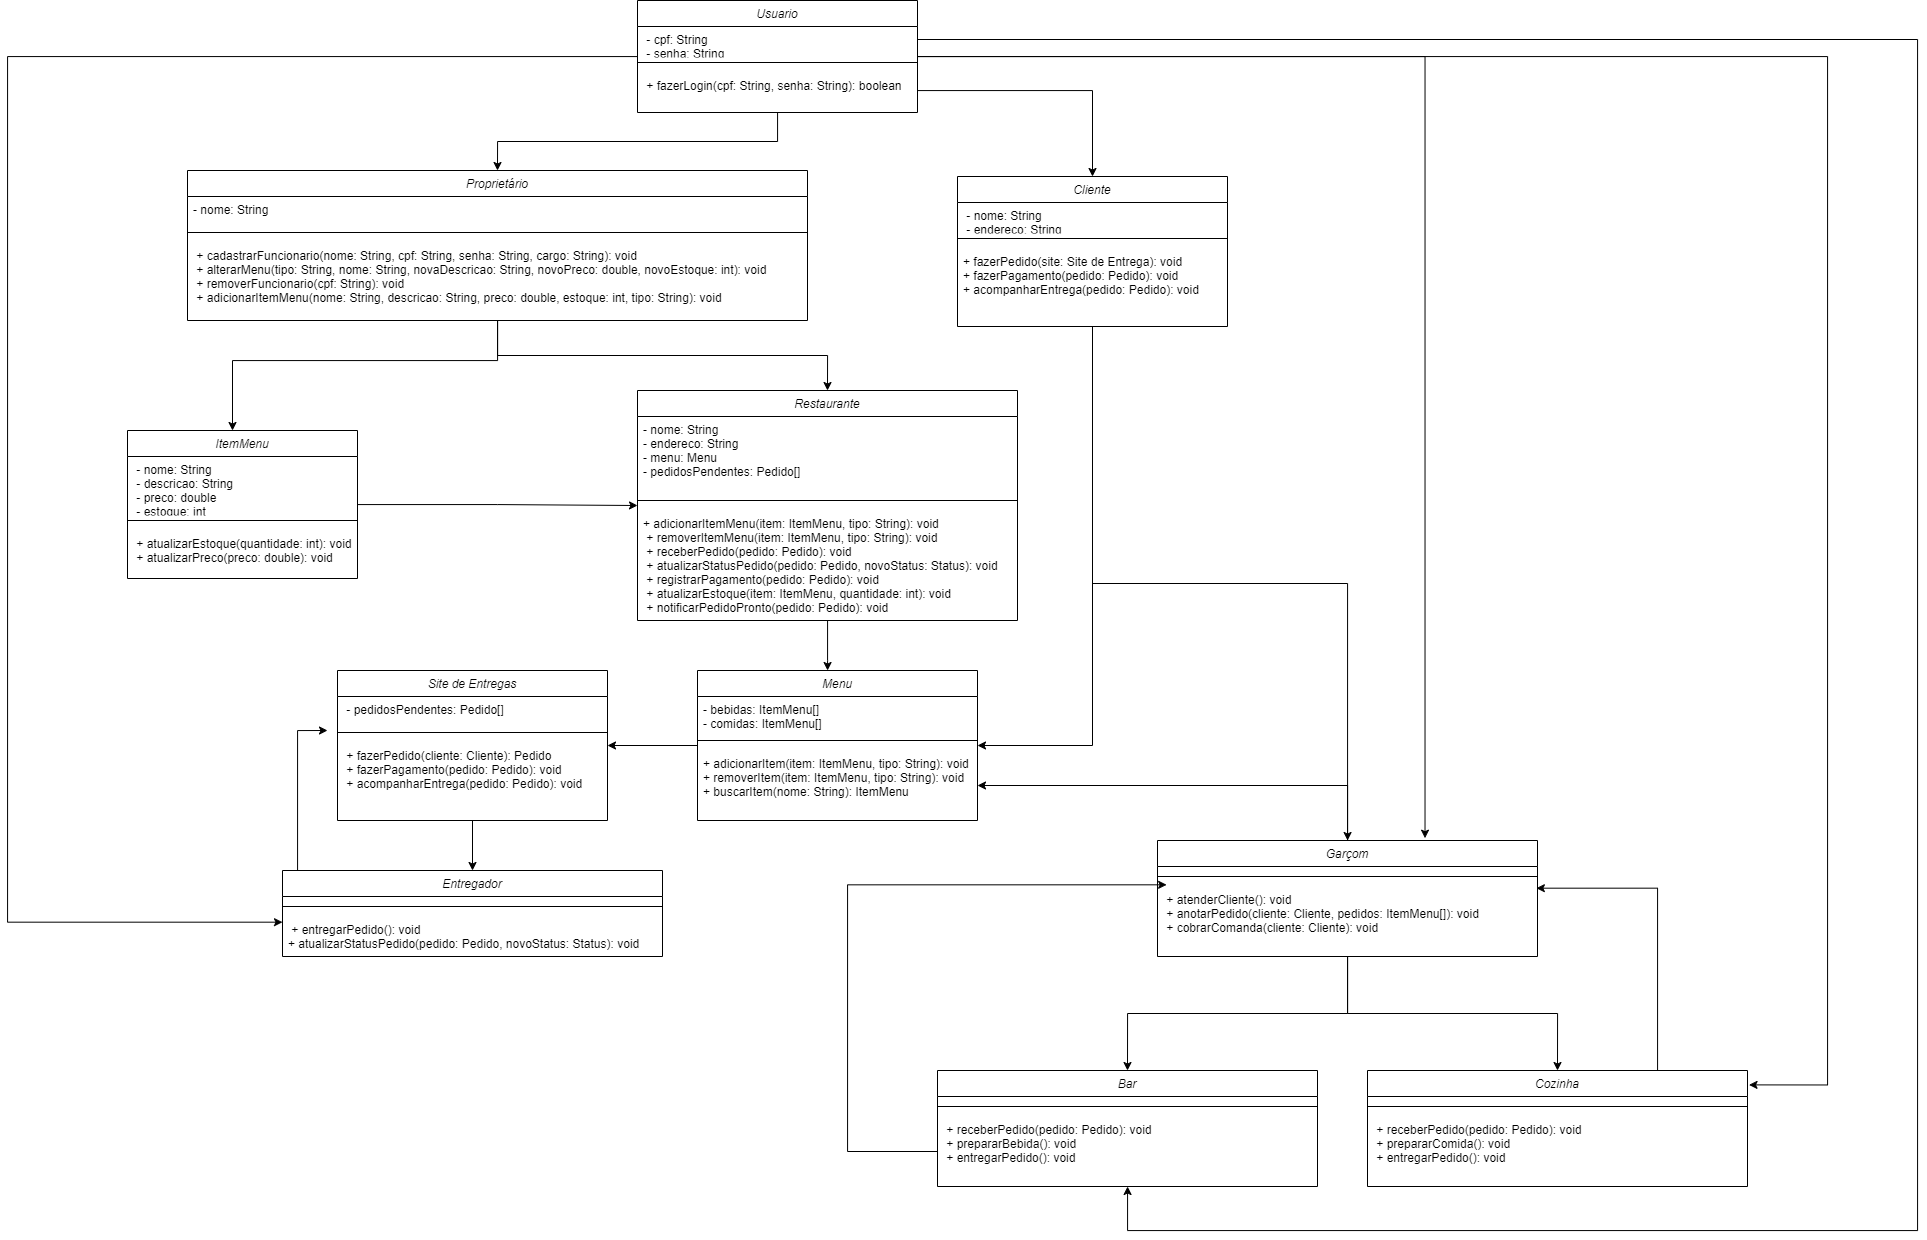 Usuario
- cpf: String
- senha: String
+ fazerLogin(cpf: String, senha: String): boolean
Proprietário
- nome: String
+ cadastrarFuncionario(nome: String, cpf: String, senha: String, cargo: String): void
+ alterarMenu(tipo: String, nome: String, novaDescricao: String, novoPreco: double, novoEstoque: int): void
+ removerFuncionario(cpf: String): void
+ adicionarItemMenu(nome: String, descricao: String, preco: double, estoque: int, tipo: String): void
Cliente
- nome: String
- endereco: String
+ fazerPedido(site: Site de Entrega): void
+ fazerPagamento(pedido: Pedido): void
+ acompanharEntrega(pedido: Pedido): void
ItemMenu
- nome: String
- descricao: String
- preco: double
- estoque: int
+ atualizarEstoque(quantidade: int): void
+ atualizarPreco(preco: double): void
Restaurante
- nome: String
- endereco: String
- menu: Menu
- pedidosPendentes: Pedido[]
+ adicionarItemMenu(item: ItemMenu, tipo: String): void
+ removerItemMenu(item: ItemMenu, tipo: String): void
+ receberPedido(pedido: Pedido): void
+ atualizarStatusPedido(pedido: Pedido, novoStatus: Status): void
+ registrarPagamento(pedido: Pedido): void
+ atualizarEstoque(item: ItemMenu, quantidade: int): void
+ notificarPedidoPronto(pedido: Pedido): void
Site de Entregas
- pedidosPendentes: Pedido[]
+ fazerPedido(cliente: Cliente): Pedido
+ fazerPagamento(pedido: Pedido): void
+ acompanharEntrega(pedido: Pedido): void
Menu
- bebidas: ItemMenu[]
- comidas: ItemMenu[]
+ adicionarItem(item: ItemMenu, tipo: String): void
+ removerItem(item: ItemMenu, tipo: String): void
+ buscarItem(nome: String): ItemMenu
Entregador
+ entregarPedido(): void
+ atualizarStatusPedido(pedido: Pedido, novoStatus: Status): void
Garçom
+ atenderCliente(): void
+ anotarPedido(cliente: Cliente, pedidos: ItemMenu[]): void
+ cobrarComanda(cliente: Cliente): void
Bar
+ receberPedido(pedido: Pedido): void
+ prepararBebida(): void
+ entregarPedido(): void
Cozinha
+ receberPedido(pedido: Pedido): void
+ prepararComida(): void
+ entregarPedido(): void